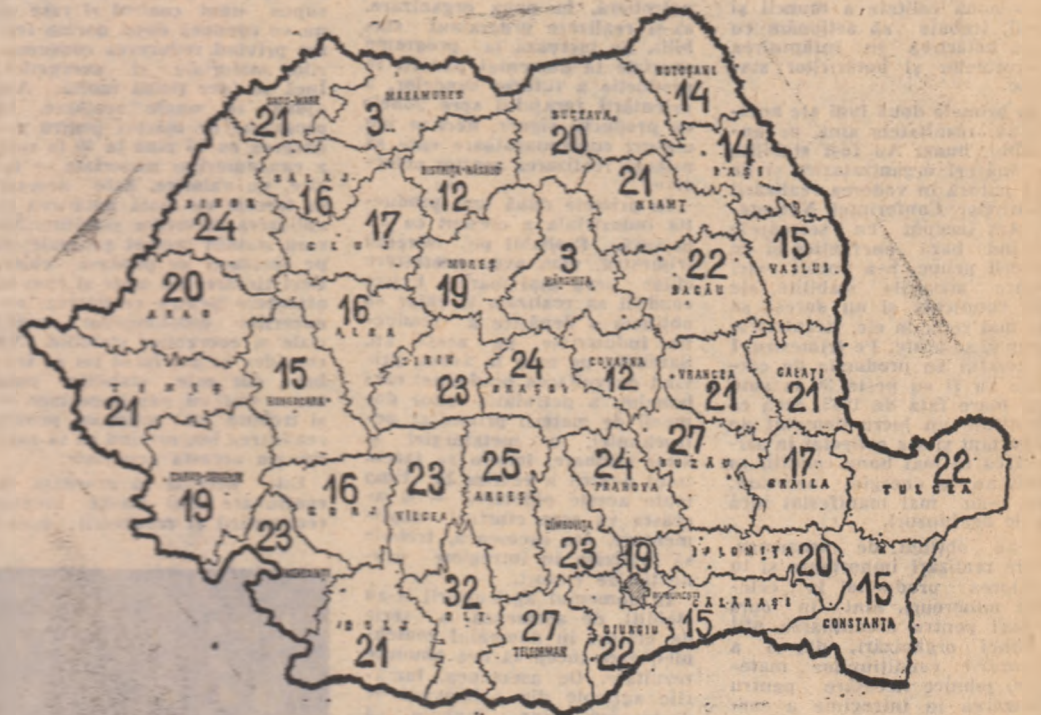 BOTOȘANI
14
SATU-MARE
21
MARAMUREȘ
3
SUCEAVA
20
14
IAȘI
SĂLAJ
16
BISTRIȚA-NĂSĂUD
12
21
NEAMȚ
BIHOR
24
17
CLUJ
15
VASLUI
MUREȘ
19
3
HARGHITA
22
BACĂU
20
ARAD
16
ALBA
TIMIȘ
21
15
HUNEDOARA
SIBIU
23
24
BRAȘOV
COVASNA
12
VRANCEA
21
GALAȚI
21
CARAȘ-SEVERIN
19
16
GORJ
23
VÎLCEA
25
ARGEȘ
24
PRAHOVA
27
BUZĂU
17
BRĂILA
22
TULCEA
23
DÎMBOVIȚA
23
19
IALOMIȚA
20
DOLJ
21
32
OLT
27
TELEORMAN
GIURGIU
22
CĂLĂRAȘI
15
15
CONSTANȚA